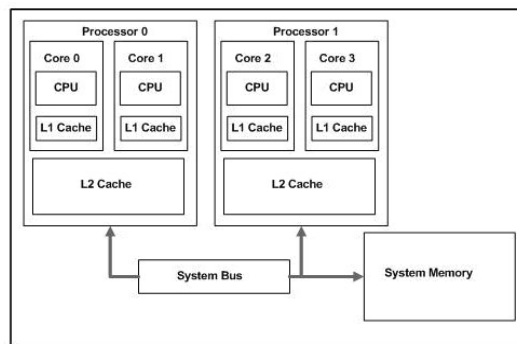 Processor 0
Processor 1
Core 0
Core 1
Core 2
Core 3
CPU
CPU
CPU
CPU
L1 Cache
L1 Cache
L1 Cache
L1 Cache
L2 Cache
L2 Cache
System Bus
System Memory